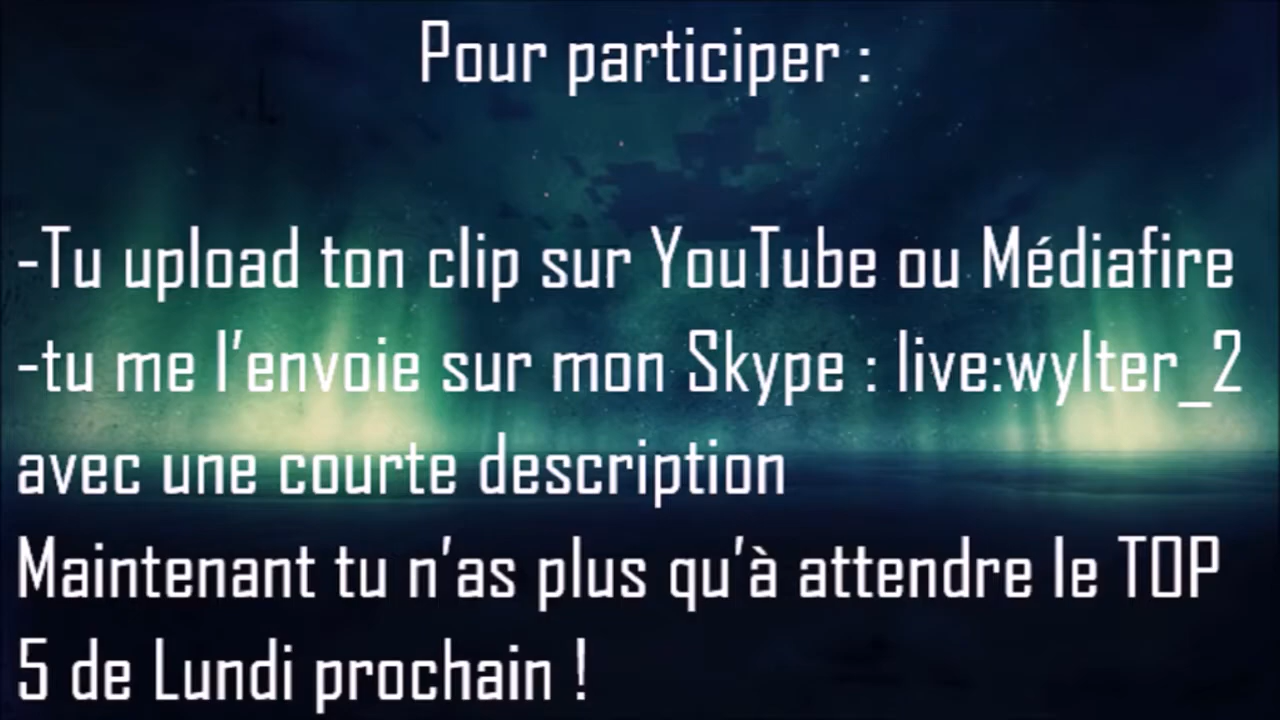 Pour participer :
-Tu upload ton clip sur YouTube ou Médiafire
-tu me l'envoie sur mon Skype : live:wylter_2
avec une courte description
Maintenant tu n'as plus qu'à attendre le TOP
5 de Lundi prochain !